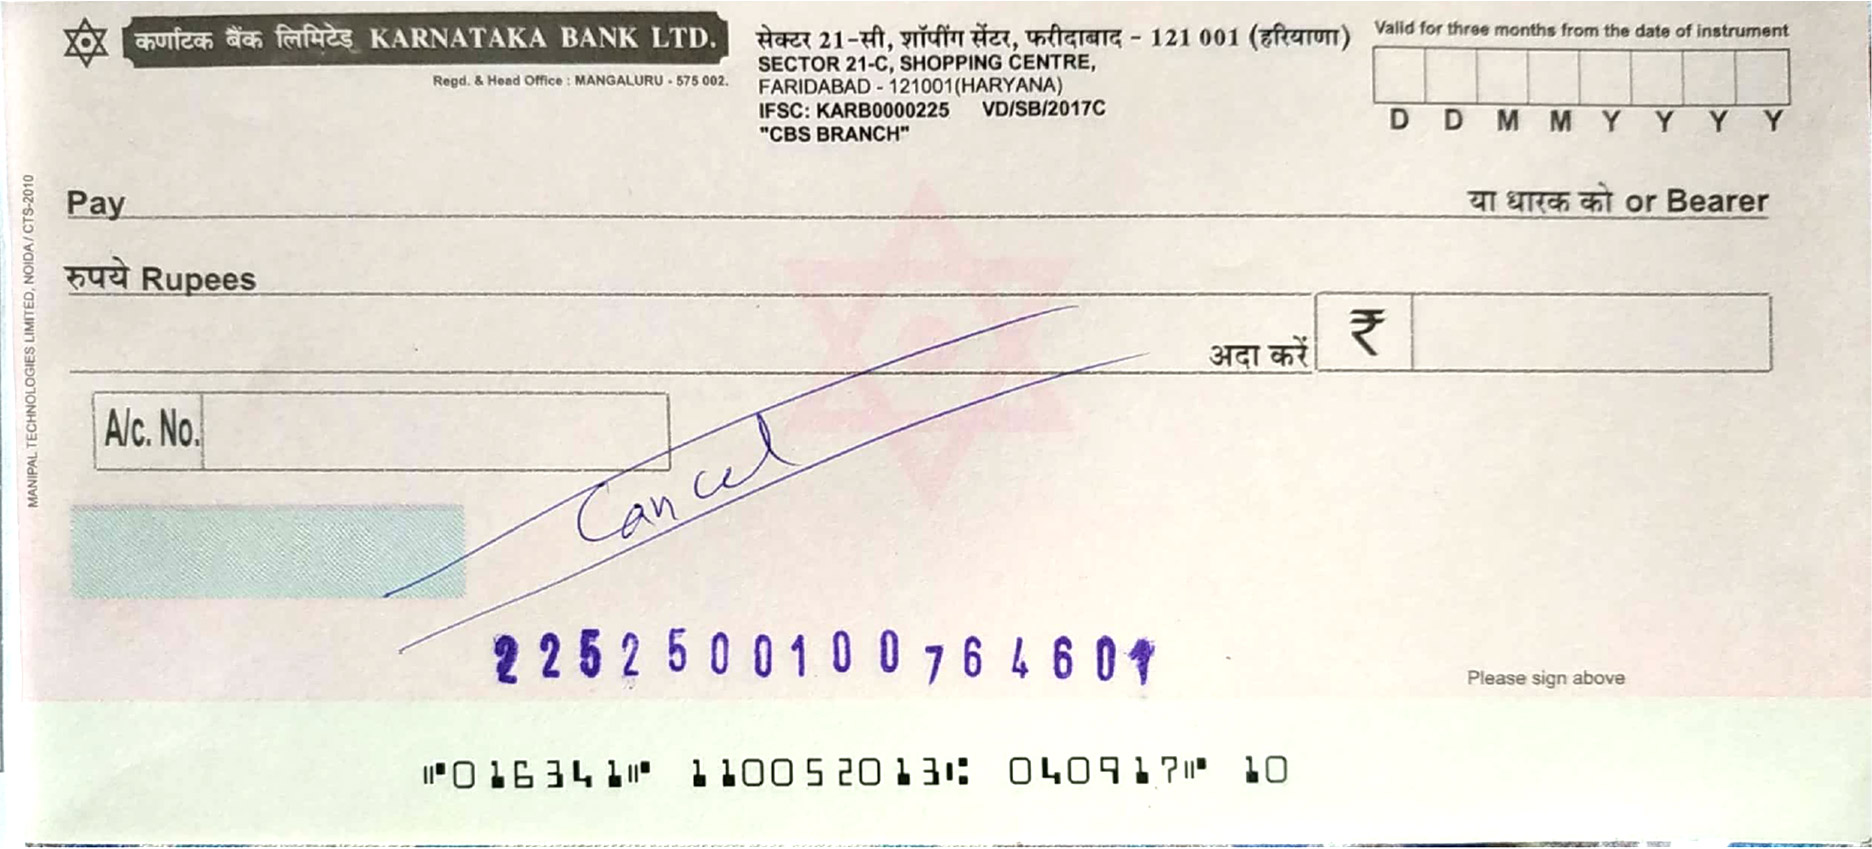 कर्णाटक बैंक लिमिटेड KARNATAKA BANK LTD.
Regd. & Head Office : MANGALURU - 575 002.
सेक्टर 21-सी, शॉपींग सेंटर, फरीदाबाद - 121 001 (हरियाणा)
SECTOR 21-C, SHOPPING CENTRE,
FARIDABAD - 121001(HARYANA)
IFSC: KARB0000225 VD/SB/2017C
"CBS BRANCH"
Valid for three months from the date of instrument
D D M M Y Y Y Y
Pay या धारक को or Bearer
रुपये Rupees
अदा करें ₹
A/c. No.
Cancel
2252500100764601
Please sign above
⑈016341⑈ 110052013⑆ 040917⑈ 10
MANIPAL TECHNOLOGIES LIMITED, NOIDA / CTS-2010